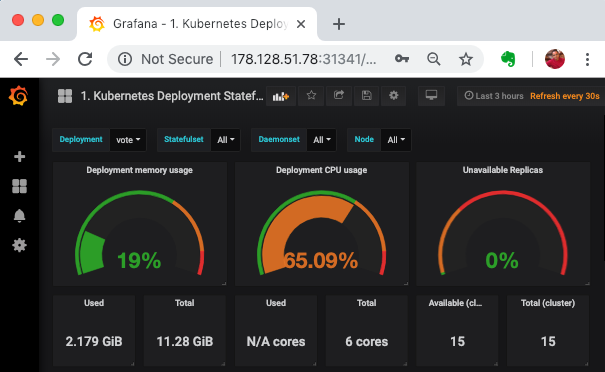 Grafana - 1. Kubernetes Deploy
Not Secure 178.128.51.78:31341/...
1. Kubernetes Deployment Statef...
Last 3 hours Refresh every 30s
Deployment vote Statefulset All Daemonset All Node All
Deployment memory usage
19%
Deployment CPU usage
65.09%
Unavailable Replicas
0%
Used
2.179 GiB
Total
11.28 GiB
Used
N/A cores
Total
6 cores
Available (cl...
15
Total (cluster)
15